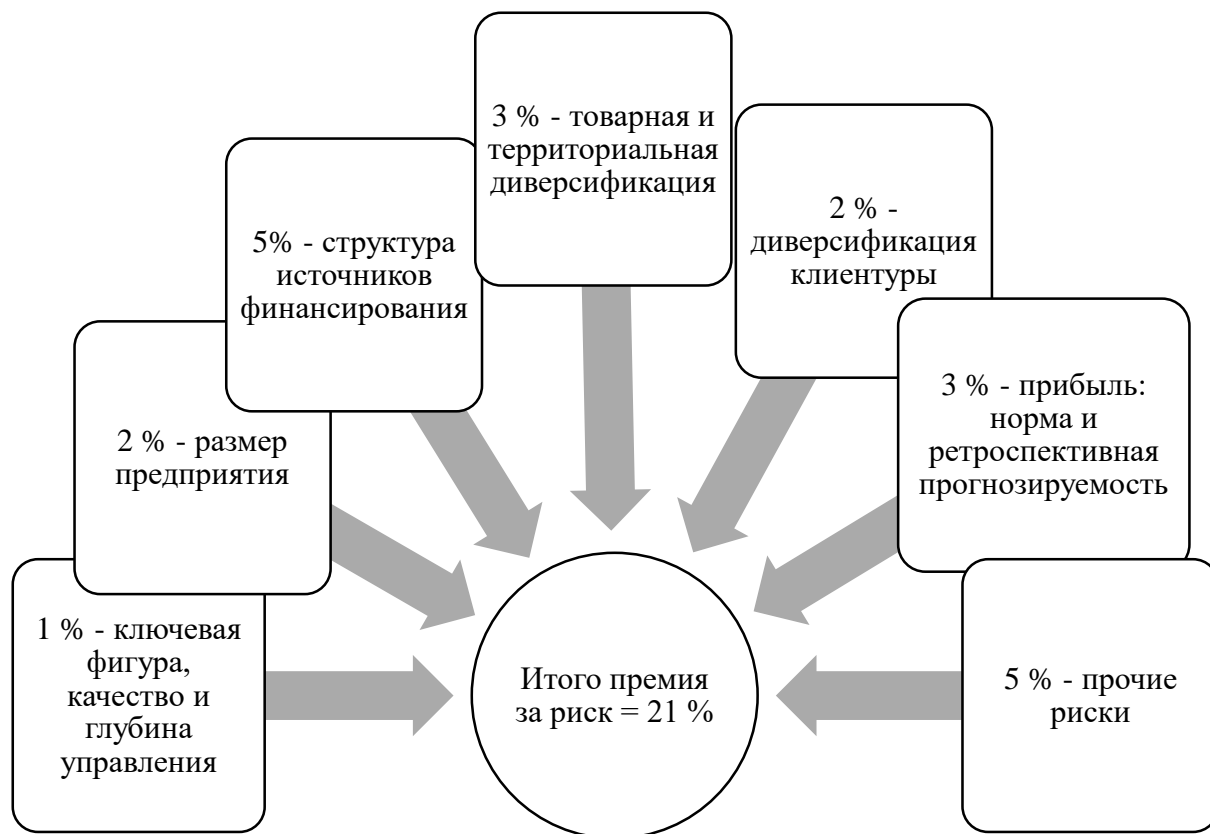 1 % - ключевая
фигура,
качество и
глубина
управления
2 % - размер
предприятия
5% - структура
источников
финансирования
3 % - товарная и
территориальная
диверсификация
2 % -
диверсификация
клиентуры
3 % - прибыль:
норма и
ретроспективная
прогнозируемость
5 % - прочие
риски
Итого премия
за риск = 21 %